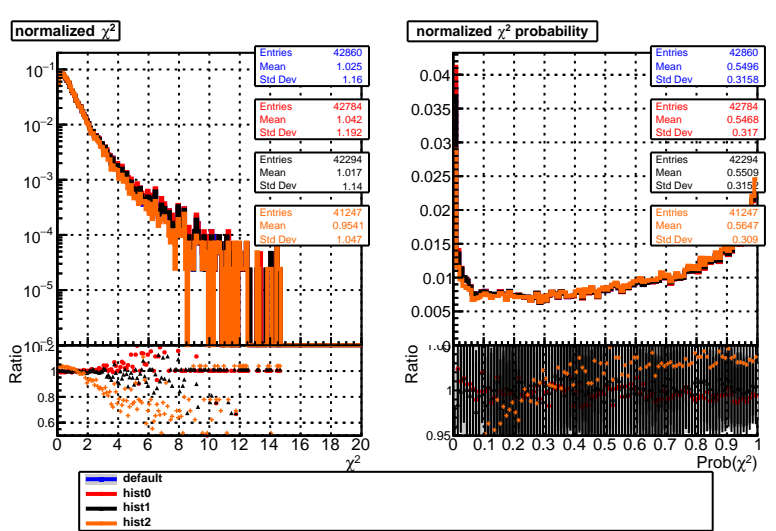 normalized χ²
Entries 42860
Mean 1.025
Std Dev 1.16
Entries 42784
Mean 1.042
Std Dev 1.192
Entries 42294
Mean 1.017
Std Dev 1.14
Entries 41247
Mean 0.9541
Std Dev 1.047
10⁻¹
10⁻²
10⁻³
10⁻⁴
10⁻⁵
Ratio
1.2
1
0.8
0.6
0 2 4 6 8 10 12 14 16 18 20
χ²
normalized χ² probability
Entries 42860
Mean 0.5496
Std Dev 0.3158
Entries 42784
Mean 0.5468
Std Dev 0.317
Entries 42294
Mean 0.5509
Std Dev 0.3152
Entries 41247
Mean 0.5647
Std Dev 0.309
0.04
0.035
0.03
0.025
0.02
0.015
0.01
0.005
Ratio
1
0.95
0 0.1 0.2 0.3 0.4 0.5 0.6 0.7 0.8 0.9 1
Prob(χ²)
default
hist0
hist1
hist2